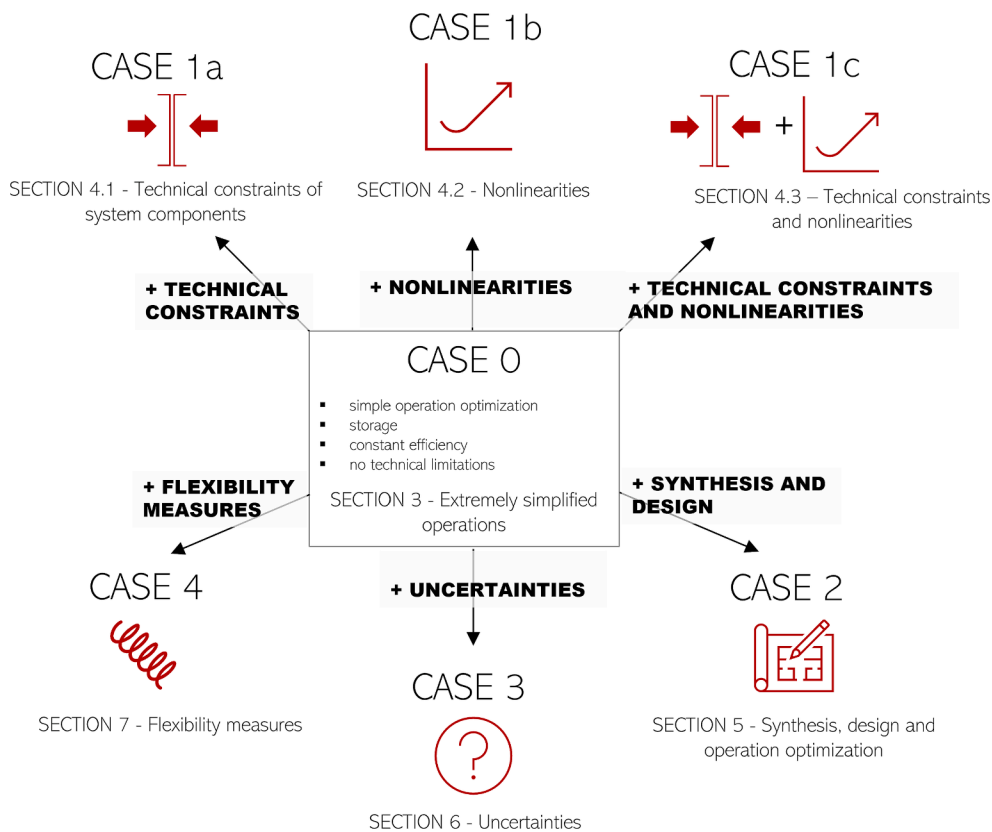 CASE 1a
SECTION 4.1 - Technical constraints of
system components
CASE 1b
SECTION 4.2 - Nonlinearities
CASE 1c
+
SECTION 4.3 – Technical constraints
and nonlinearities
+ TECHNICAL
CONSTRAINTS
+ NONLINEARITIES
+ TECHNICAL CONSTRAINTS
AND NONLINEARITIES
CASE 0
▪ simple operation optimization
▪ storage
▪ constant efficiency
▪ no technical limitations
SECTION 3 - Extremely simplified
operations
+ FLEXIBILITY
MEASURES
+ UNCERTAINTIES
+ SYNTHESIS AND
DESIGN
CASE 4
SECTION 7 - Flexibility measures
CASE 3
?
SECTION 6 - Uncertainties
CASE 2
SECTION 5 - Synthesis, design and
operation optimization